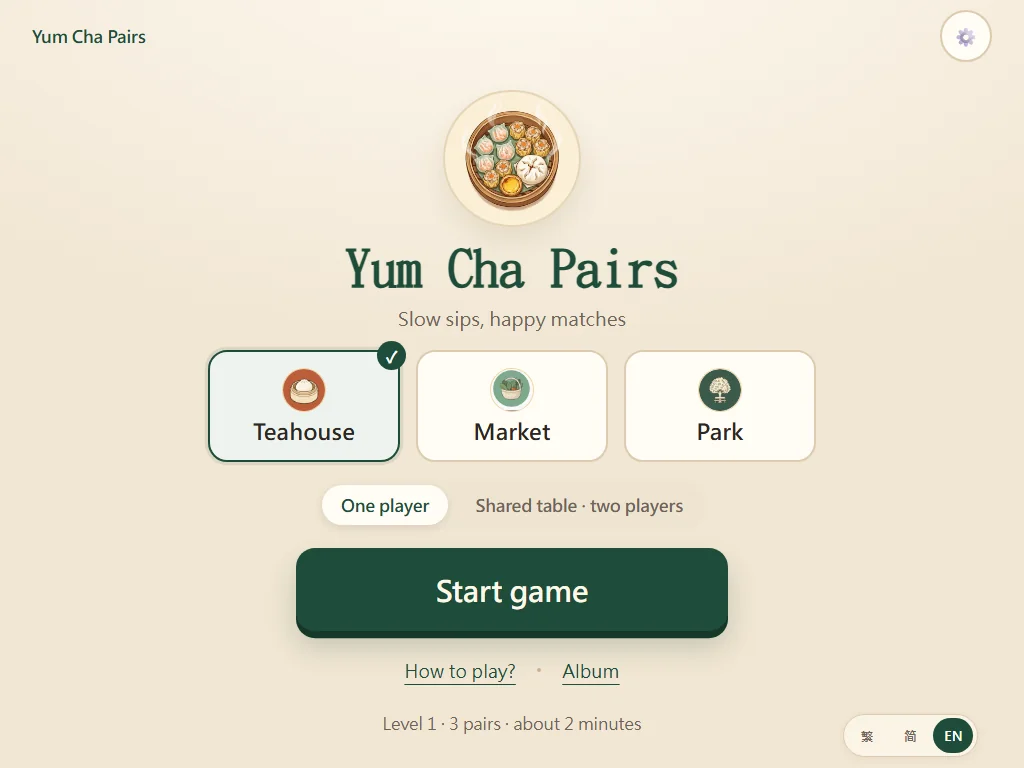 Yum Cha Pairs
Yum Cha Pairs
Slow sips, happy matches
Teahouse
Market
Park
One player
Shared table · two players
Start game
How to play? · Album
Level 1 · 3 pairs · about 2 minutes
繁 简 EN